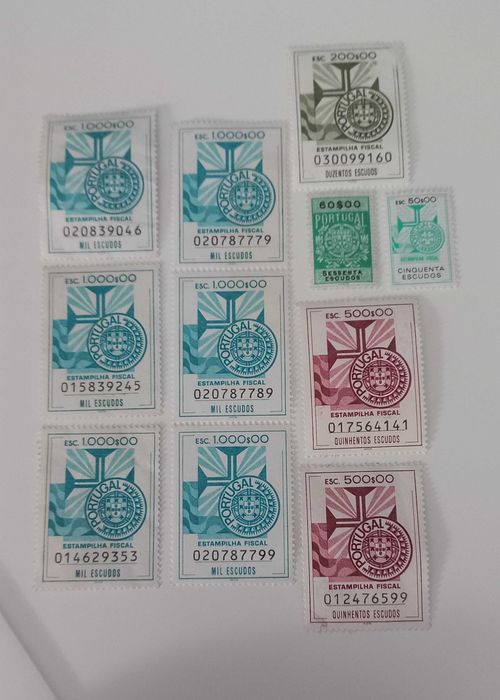 ESC. 1.000$00
PORTUGAL
ESTAMPILHA FISCAL
020839046
MIL ESCUDOS
ESC. 1.000$00
PORTUGAL
ESTAMPILHA FISCAL
020787779
MIL ESCUDOS
ESC. 200$00
PORTUGAL
ESTAMPILHA FISCAL
030099160
DUZENTOS ESCUDOS
60$00
PORTUGAL
SESSENTA
ESCUDOS
ESC. 50$00
PORTUGAL
ESTAMPILHA FISCAL
CINQUENTA
ESCUDOS
ESC. 1.000$00
PORTUGAL
ESTAMPILHA FISCAL
015839245
MIL ESCUDOS
ESC. 1.000$00
PORTUGAL
ESTAMPILHA FISCAL
020787789
MIL ESCUDOS
ESC. 500$00
PORTUGAL
ESTAMPILHA FISCAL
017564141
QUINHENTOS ESCUDOS
ESC. 1.000$00
PORTUGAL
ESTAMPILHA FISCAL
014629353
MIL ESCUDOS
ESC. 1.000$00
PORTUGAL
ESTAMPILHA FISCAL
020787799
MIL ESCUDOS
ESC. 500$00
PORTUGAL
ESTAMPILHA FISCAL
012476599
QUINHENTOS ESCUDOS